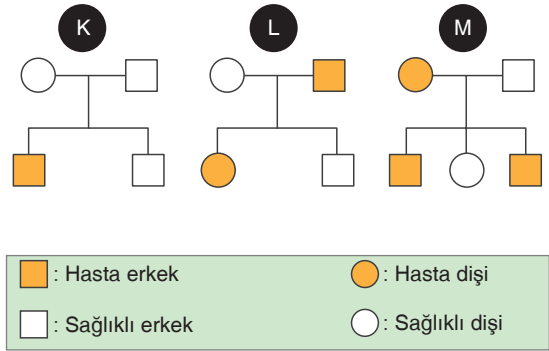 K L M
: Hasta erkek : Hasta dişi
: Sağlıklı erkek : Sağlıklı dişi